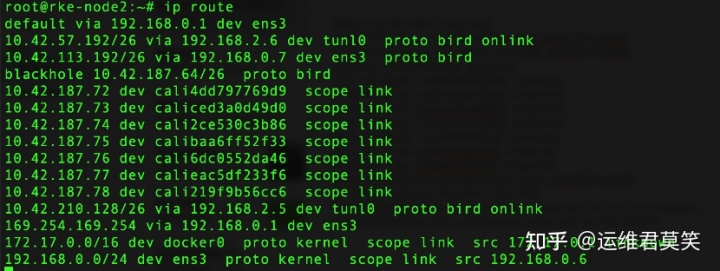 root@rke-node2:~# ip route
default via 192.168.0.1 dev ens3
10.42.57.192/26 via 192.168.2.6 dev tunl0  proto bird onlink
10.42.113.192/26 via 192.168.0.7 dev ens3  proto bird
blackhole 10.42.187.64/26  proto bird
10.42.187.72 dev cali4dd797769d9  scope link
10.42.187.73 dev caliced3a0d49d0  scope link
10.42.187.74 dev cali2ce530c3b86  scope link
10.42.187.75 dev calibaa6ff52f33  scope link
10.42.187.76 dev cali6dc0552da46  scope link
10.42.187.77 dev calieac5df233f6  scope link
10.42.187.78 dev cali219f9b56cc6  scope link
10.42.210.128/26 via 192.168.2.5 dev tunl0  proto bird onlink
169.254.169.254 via 192.168.0.1 dev ens3
172.17.0.0/16 dev docker0  proto kernel  scope link  src
192.168.0.0/24 dev ens3  proto kernel  scope link  src 192.168.0.6
知乎 @运维君莫笑